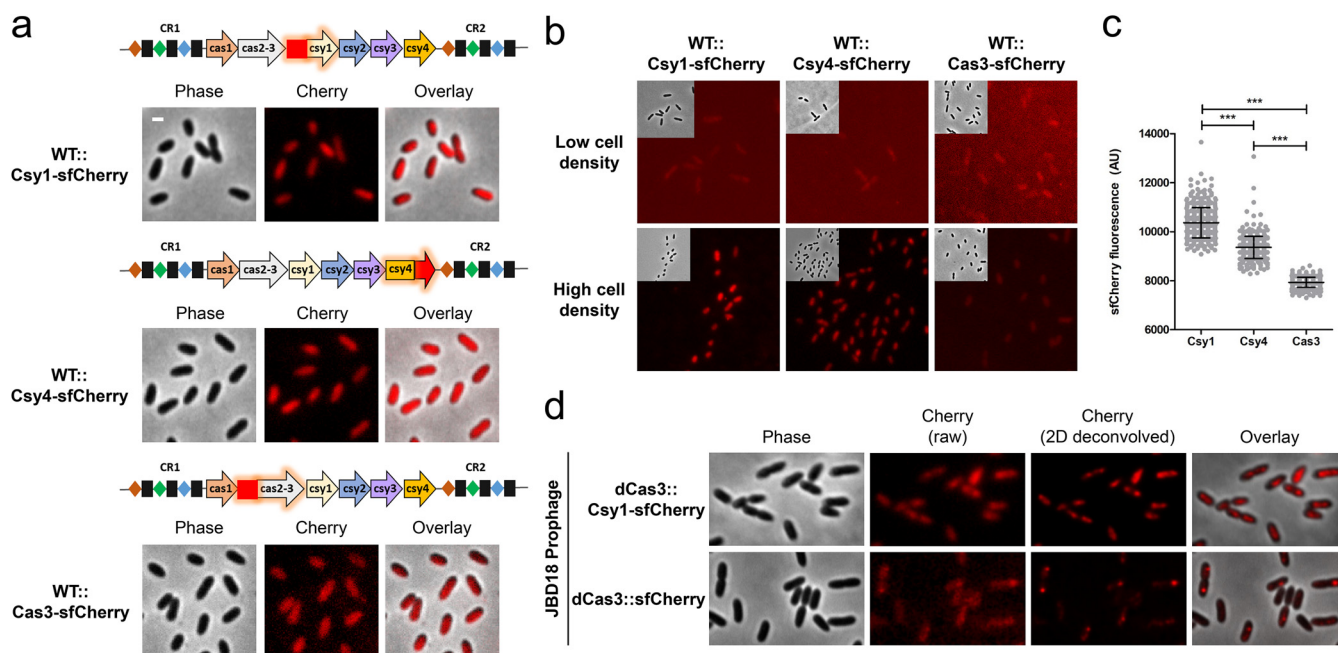 a
CR1
CR2
cas1
cas2-3
csy1
csy2
csy3
csy4
Phase
Cherry
Overlay
WT::
Csy1-sfCherry
CR1
CR2
cas1
cas2-3
csy1
csy2
csy3
csy4
Phase
Cherry
Overlay
WT::
Csy4-sfCherry
CR1
CR2
cas1
cas2-3
csy1
csy2
csy3
csy4
Phase
Cherry
Overlay
WT::
Cas3-sfCherry
b
WT::
Csy1-sfCherry
WT::
Csy4-sfCherry
WT::
Cas3-sfCherry
Low cell
density
High cell
density
c
***
***
***
sfCherry fluorescence (AU)
14000
12000
10000
8000
6000
Csy1
Csy4
Cas3
d
Phase
Cherry
(raw)
Cherry
(2D deconvolved)
Overlay
JBD18 Prophage
dCas3::
Csy1-sfCherry
dCas3::sfCherry